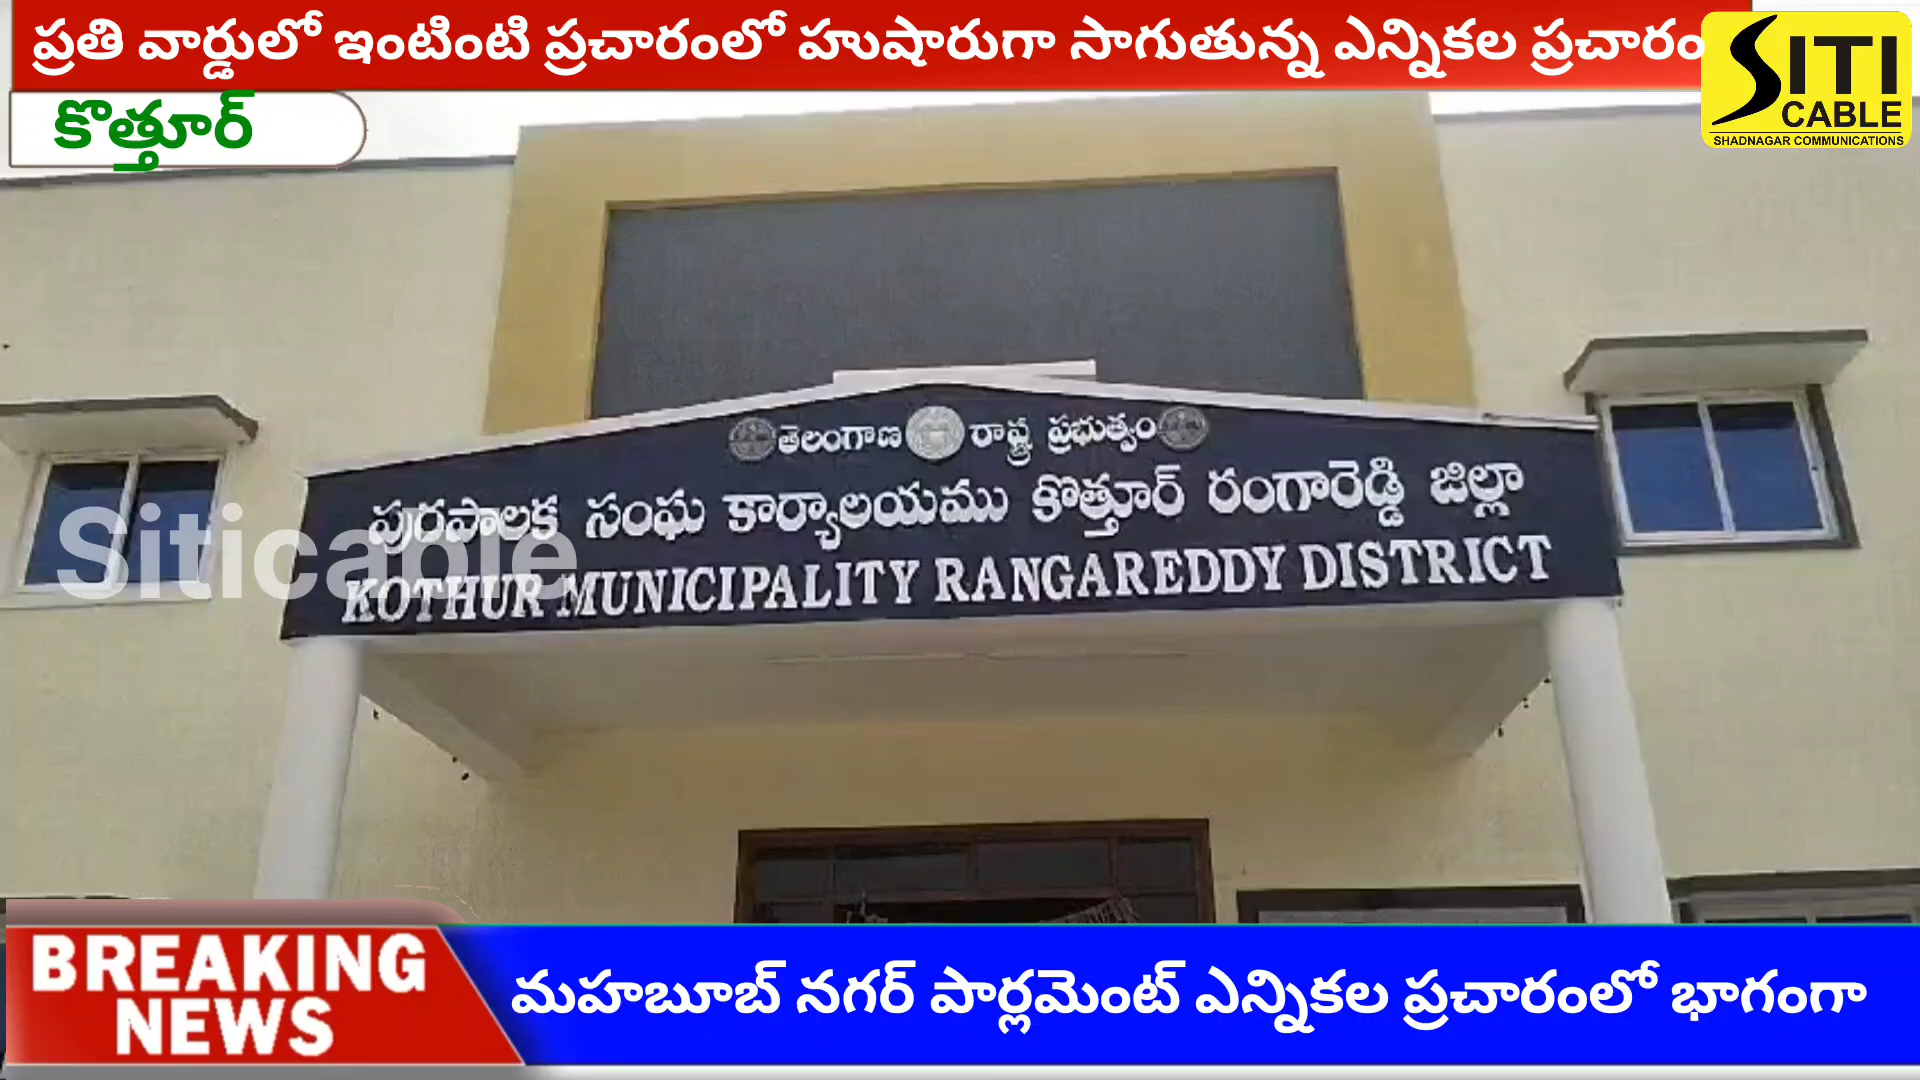 ప్రతి వార్డులో ఇంటింటి ప్రచారంలో హుషారుగా సాగుతున్న ఎన్నికల ప్రచారం
SITI
CABLE
SHADNAGAR COMMUNICATIONS
కొత్తూర్
తెలంగాణ రాష్ట్ర ప్రభుత్వం
పురపాలక సంఘ కార్యాలయము కొత్తూర్ రంగారెడ్డి జిల్లా
KOTHUR MUNICIPALITY RANGAREDDY DISTRICT
Siticable
BREAKING
NEWS
మహబూబ్ నగర్ పార్లమెంట్ ఎన్నికల ప్రచారంలో భాగంగా